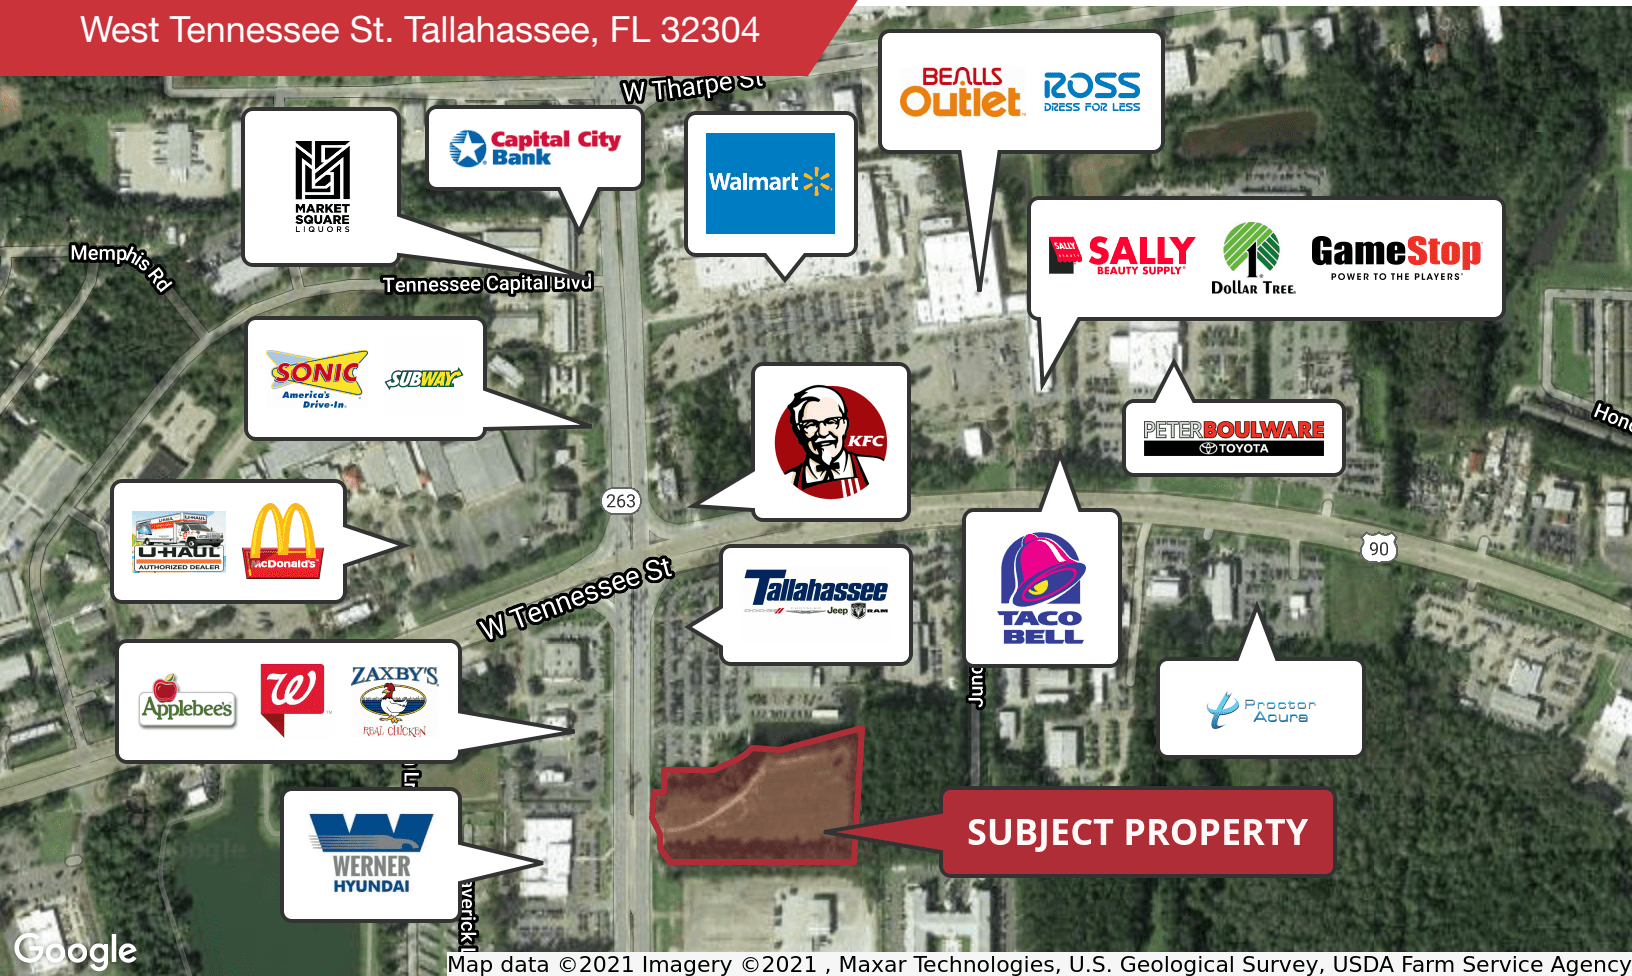 West Tennessee St. Tallahassee, FL 32304
W Tharpe St
BEALLS
Outlet
ROSS
DRESS FOR LESS
Capital City
Bank
MARKET
SQUARE
LIQUORS
Walmart
SALLY
SALLY
BEAUTY SUPPLY
DOLLAR TREE
GameStop
POWER TO THE PLAYERS
Memphis Rd
Tennessee Capital Blvd
SONIC
America's
Drive-In
SUBWAY
KFC
PETERBOULWARE
TOYOTA
263
90
U-HAUL
AUTHORIZED DEALER
McDonald's
W Tennessee St
Tallahassee
DODGE
CHRYSLER
Jeep
RAM
TACO
BELL
Applebee's
W
ZAXBY'S
REAL CHICKEN
Proctor
Acura
SUBJECT PROPERTY
WERNER
HYUNDAI
Google
Map data ©2021 Imagery ©2021 , Maxar Technologies, U.S. Geological Survey, USDA Farm Service Agency